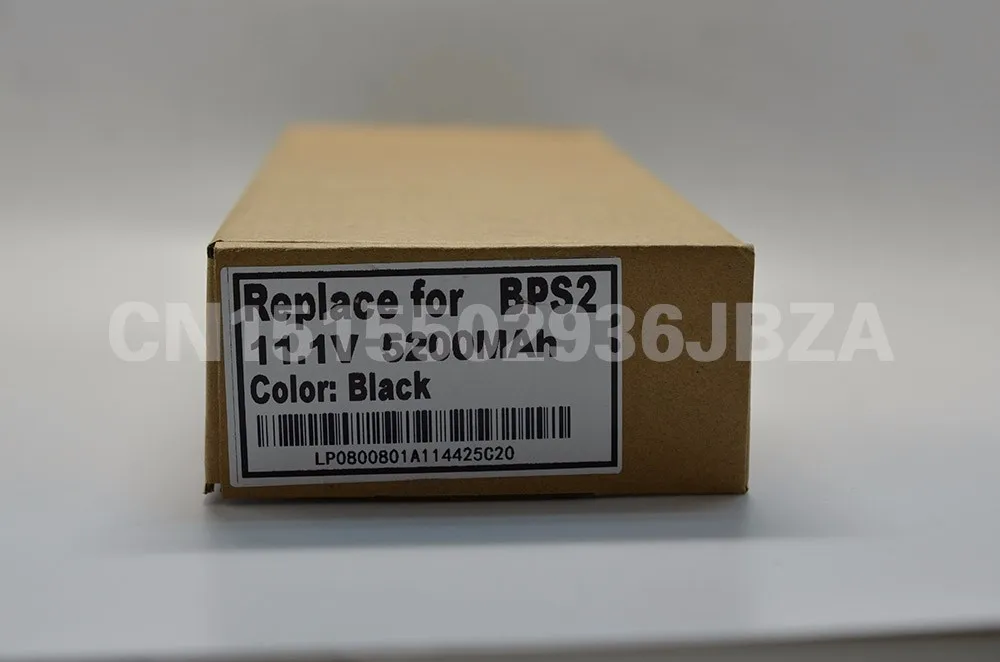 Replace for BPS2
11.1V 5200MAh
Color: Black
LP0800801A114425C20
CN1515502936JBZA